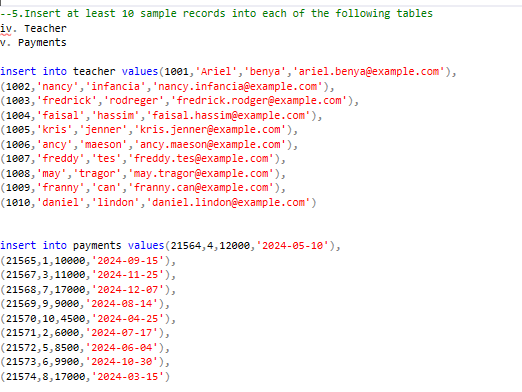 --5.Insert at least 10 sample records into each of the following tables
iv. Teacher
v. Payments
insert into teacher values(1001,'Ariel','benya','ariel.benya@example.com'),
(1002,'nancy','infancia','nancy.infancia@example.com'),
(1003,'fredrick','rodreger','fredrick.rodger@example.com'),
(1004,'faisal','hassim','faisal.hassim@example.com'),
(1005,'kris','jenner','kris.jenner@example.com'),
(1006,'ancy','maeson','ancy.maeson@example.com'),
(1007,'freddy','tes','freddy.tes@example.com'),
(1008,'may','tragor','may.tragor@example.com'),
(1009,'franny','can','franny.can@example.com'),
(1010,'daniel','lindon','daniel.lindon@example.com')
insert into payments values(21564,4,12000,'2024-05-10'),
(21565,1,10000,'2024-09-15'),
(21567,3,11000,'2024-11-25'),
(21568,7,17000,'2024-12-07'),
(21569,9,9000,'2024-08-14'),
(21570,10,4500,'2024-04-25'),
(21571,2,6000,'2024-07-17'),
(21572,5,8500,'2024-06-04'),
(21573,6,9900,'2024-10-30'),
(21574,8,17000,'2024-03-15')